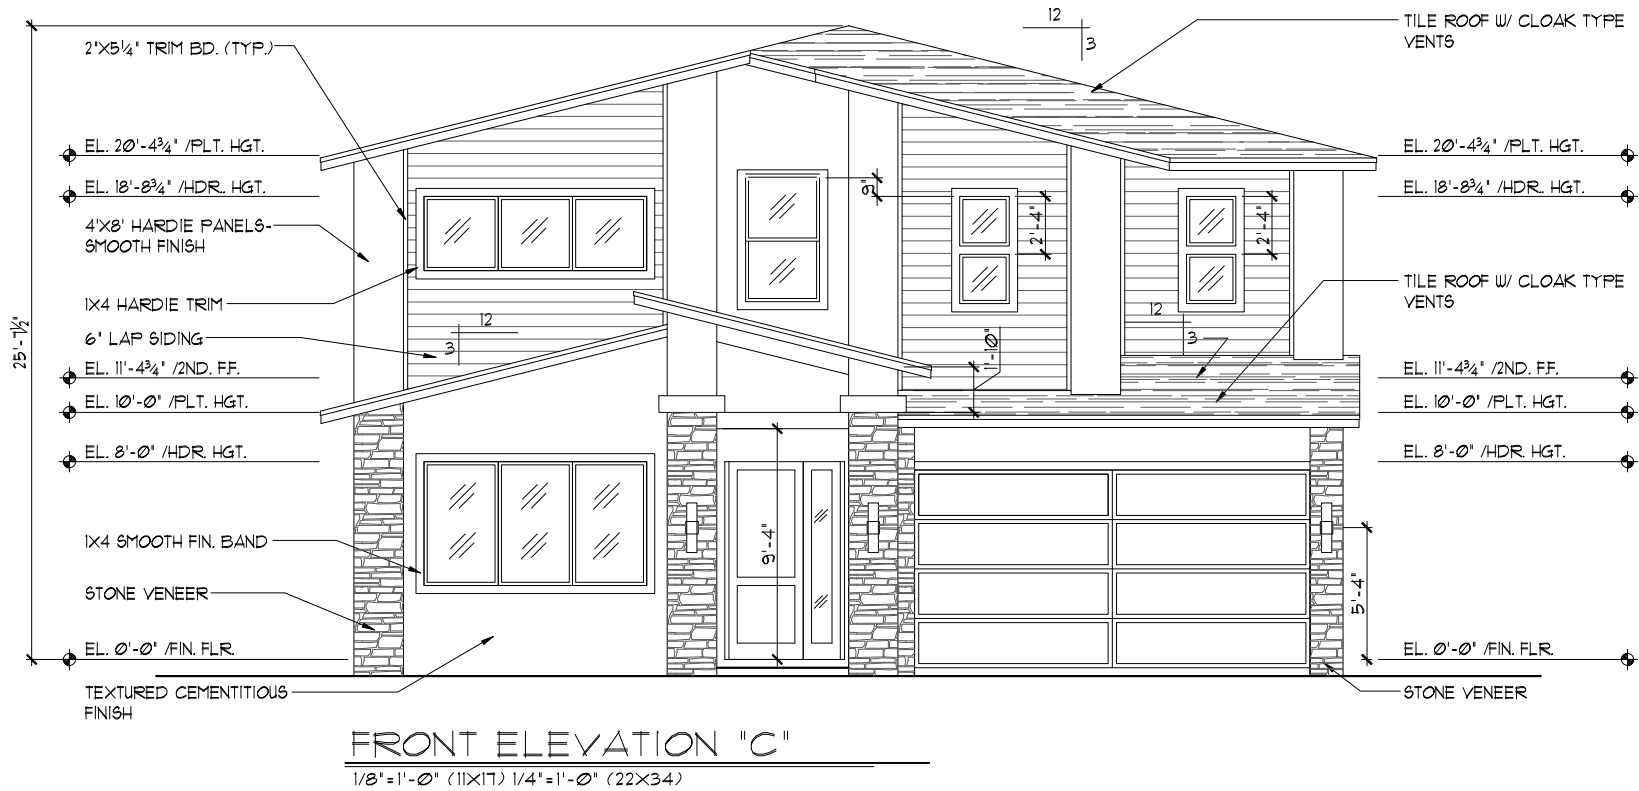 12
3
TILE ROOF W/ CLOAK TYPE
VENTS
2"X5¼" TRIM BD. (TYP.)
EL. 20'-4¾" /PLT. HGT.
EL. 20'-4¾" /PLT. HGT.
EL. 18'-8¾" /HDR. HGT.
9"
EL. 18'-8¾" /HDR. HGT.
4'X8' HARDIE PANELS-
SMOOTH FINISH
2'-4"
2'-4"
TILE ROOF W/ CLOAK TYPE
VENTS
1X4 HARDIE TRIM
12
3
12
3
6" LAP SIDING
25'-7½"
1'-10"
EL. 11'-4¾" /2ND. F.F.
EL. 11'-4¾" /2ND. F.F.
EL. 10'-0" /PLT. HGT.
EL. 10'-0" /PLT. HGT.
EL. 8'-0" /HDR. HGT.
EL. 8'-0" /HDR. HGT.
9'-4"
1X4 SMOOTH FIN. BAND
5'-4"
STONE VENEER
EL. 0'-0" /FIN. FLR.
EL. 0'-0" /FIN. FLR.
TEXTURED CEMENTITIOUS
FINISH
STONE VENEER
FRONT ELEVATION "C"
1/8"=1'-0" (11X17) 1/4"=1'-0" (22X34)